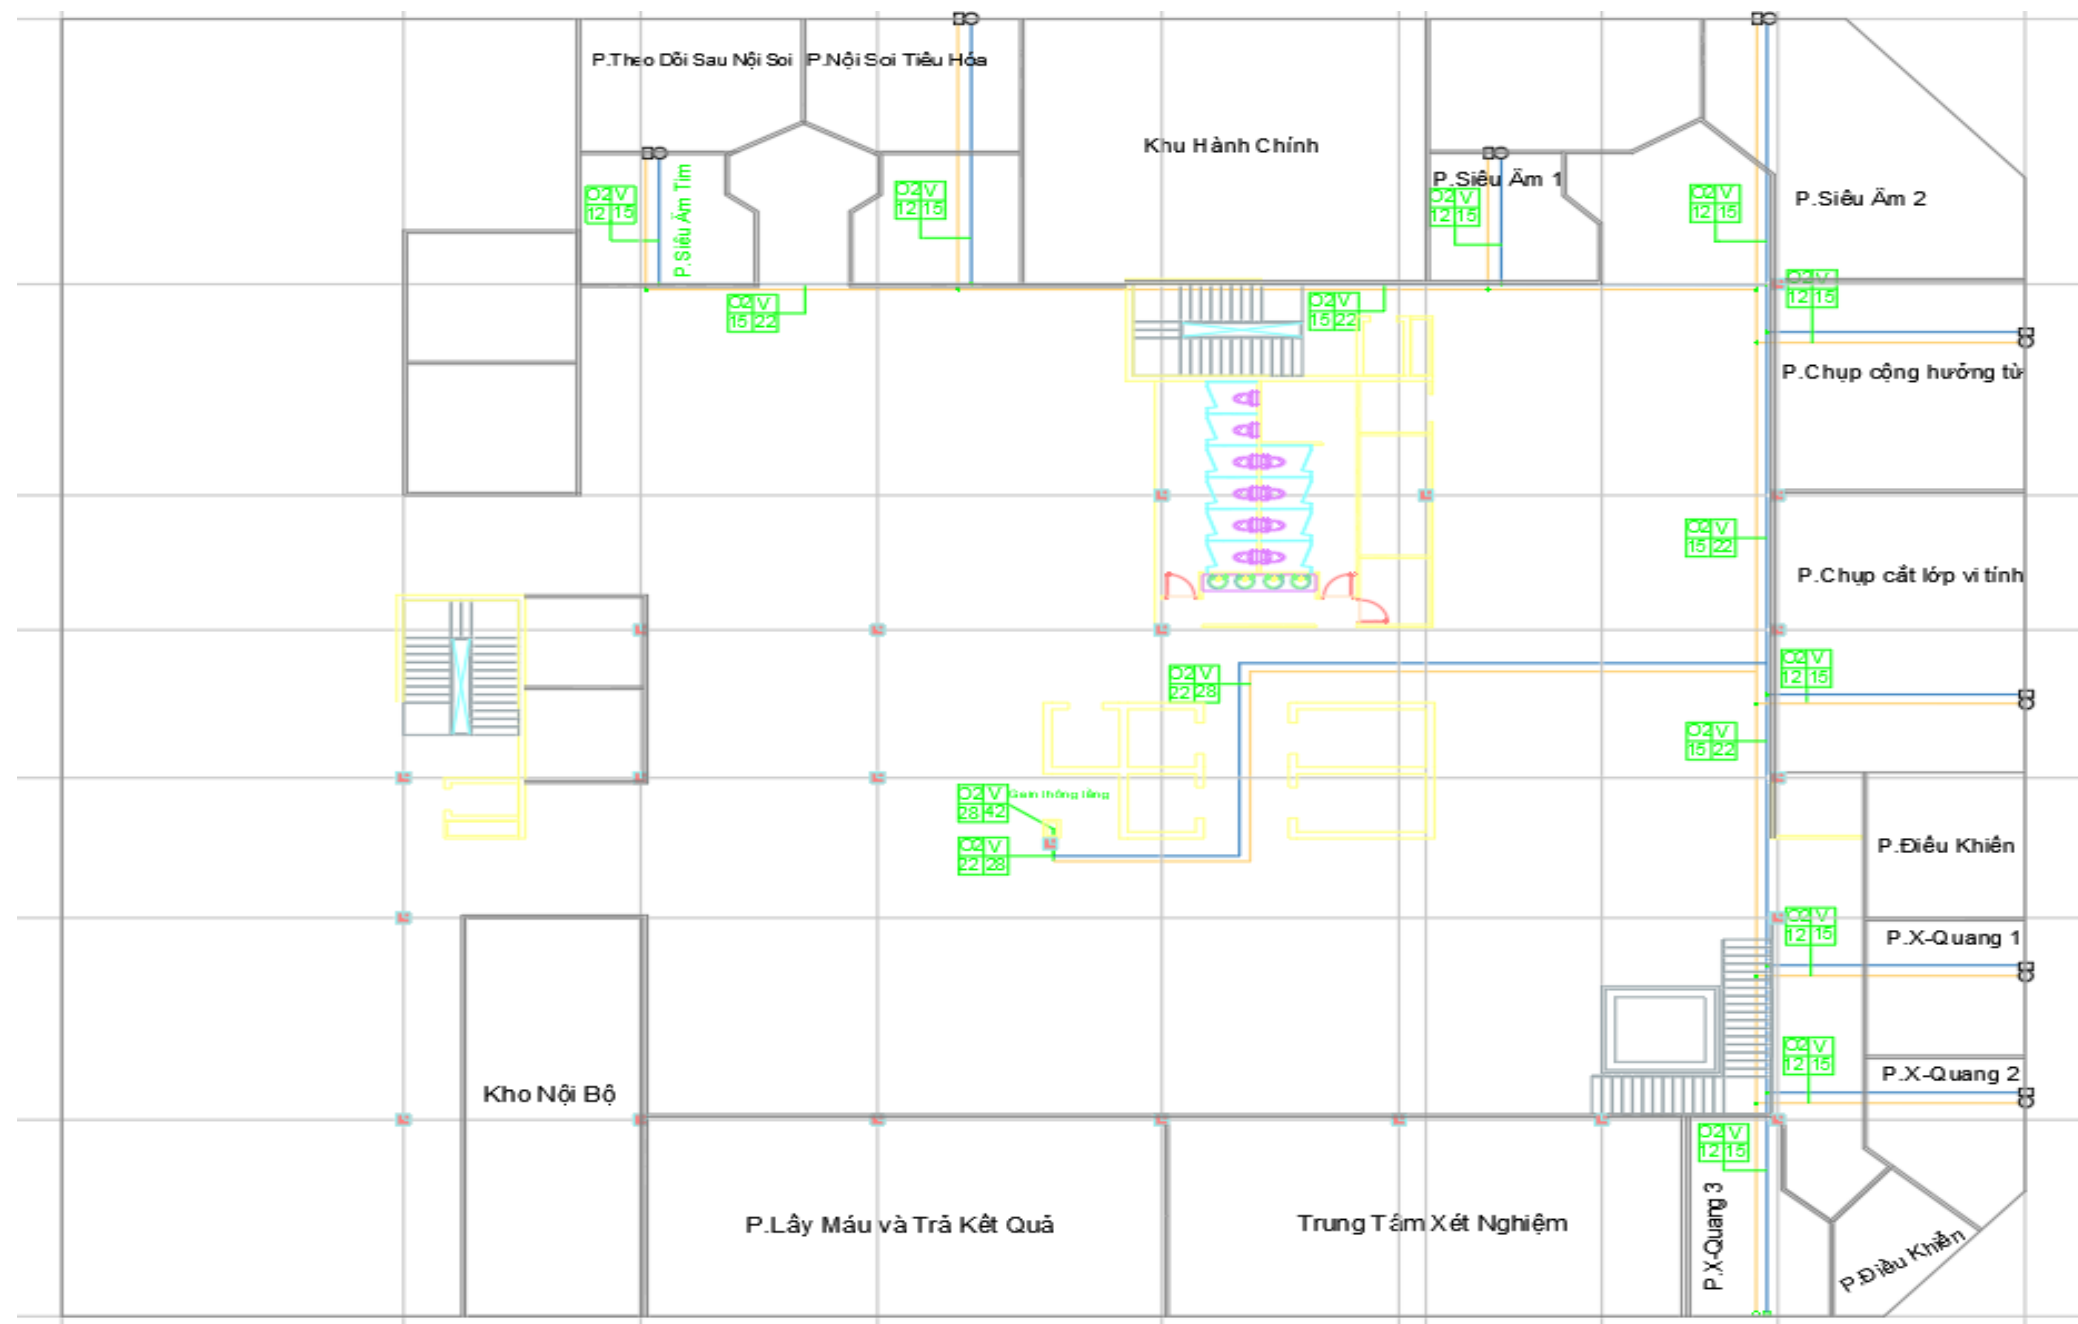 P.Theo Dõi Sau Nội Soi
P.Nội Soi Tiêu Hóa
Khu Hành Chính
P.Siêu Âm Tim
P.Siêu Âm 1
P.Siêu Âm 2
O2 V
12 15
O2 V
12 15
O2 V
12 15
O2 V
12 15
O2 V
12 15
O2 V
15 22
O2 V
15 22
P.Chụp cộng hưởng từ
O2 V
15 22
P.Chụp cắt lớp vi tính
O2 V
22 28
O2 V
12 15
O2 V
15 22
O2 V
28 42
O2 V
22 28
P.Điều Khiển
O2 V
12 15
P.X-Quang 1
O2 V
12 15
P.X-Quang 2
Kho Nội Bộ
O2 V
12 15
P.Lấy Máu và Trả Kết Quả
Trung Tâm Xét Nghiệm
P.X-Quang 3
P.Điều Khiển